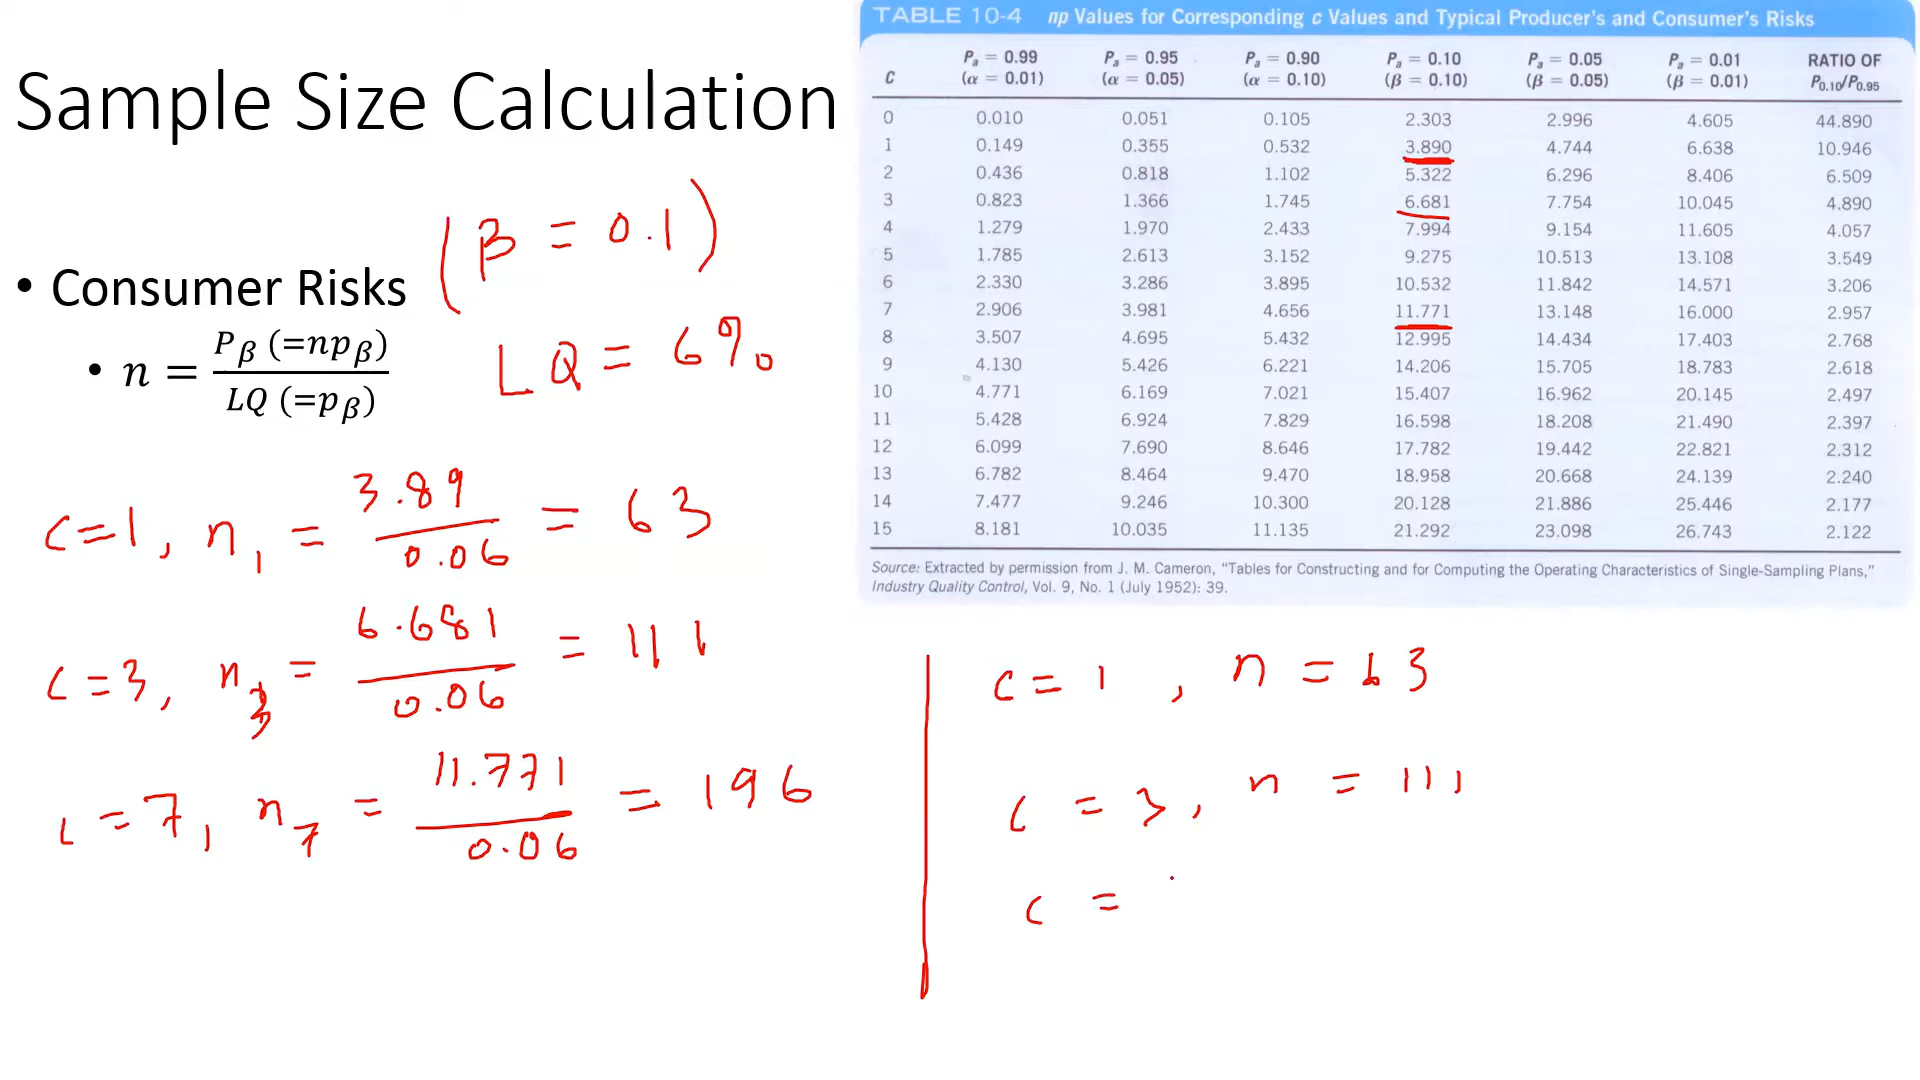 Sample Size Calculation
(β = 0.1)
• Consumer Risks
LQ = 6%
• n = P_β (=np_β) / LQ (=p_β)
c=1, n_1 = 3.89 / 0.06 = 63
c=3, n_3 = 6.681 / 0.06 = 111
c=7, n_7 = 11.771 / 0.06 = 196
TABLE 10-4 np Values for Corresponding c Values and Typical Producer's and Consumer's Risks
C P_a = 0.99 (α = 0.01) P_a = 0.95 (α = 0.05) P_a = 0.90 (α = 0.10) P_a = 0.10 (β = 0.10) P_a = 0.05 (β = 0.05) P_a = 0.01 (β = 0.01) RATIO OF P_0.10/P_0.95
0 0.010 0.051 0.105 2.303 2.996 4.605 44.890
1 0.149 0.355 0.532 3.890 4.744 6.638 10.946
2 0.436 0.818 1.102 5.322 6.296 8.406 6.509
3 0.823 1.366 1.745 6.681 7.754 10.045 4.890
4 1.279 1.970 2.433 7.994 9.154 11.605 4.057
5 1.785 2.613 3.152 9.275 10.513 13.108 3.549
6 2.330 3.286 3.895 10.532 11.842 14.571 3.206
7 2.906 3.981 4.656 11.771 13.148 16.000 2.957
8 3.507 4.695 5.432 12.995 14.434 17.403 2.768
9 4.130 5.426 6.221 14.206 15.705 18.783 2.618
10 4.771 6.169 7.021 15.407 16.962 20.145 2.497
11 5.428 6.924 7.829 16.598 18.208 21.490 2.397
12 6.099 7.690 8.646 17.782 19.442 22.821 2.312
13 6.782 8.464 9.470 18.958 20.668 24.139 2.240
14 7.477 9.246 10.300 20.128 21.886 25.446 2.177
15 8.181 10.035 11.135 21.292 23.098 26.743 2.122
Source: Extracted by permission from J. M. Cameron, "Tables for Constructing and for Computing the Operating Characteristics of Single-Sampling Plans,"
Industry Quality Control, Vol. 9, No. 1 (July 1952): 39.
c = 1, n = 63
c = 3, n = 111
c =